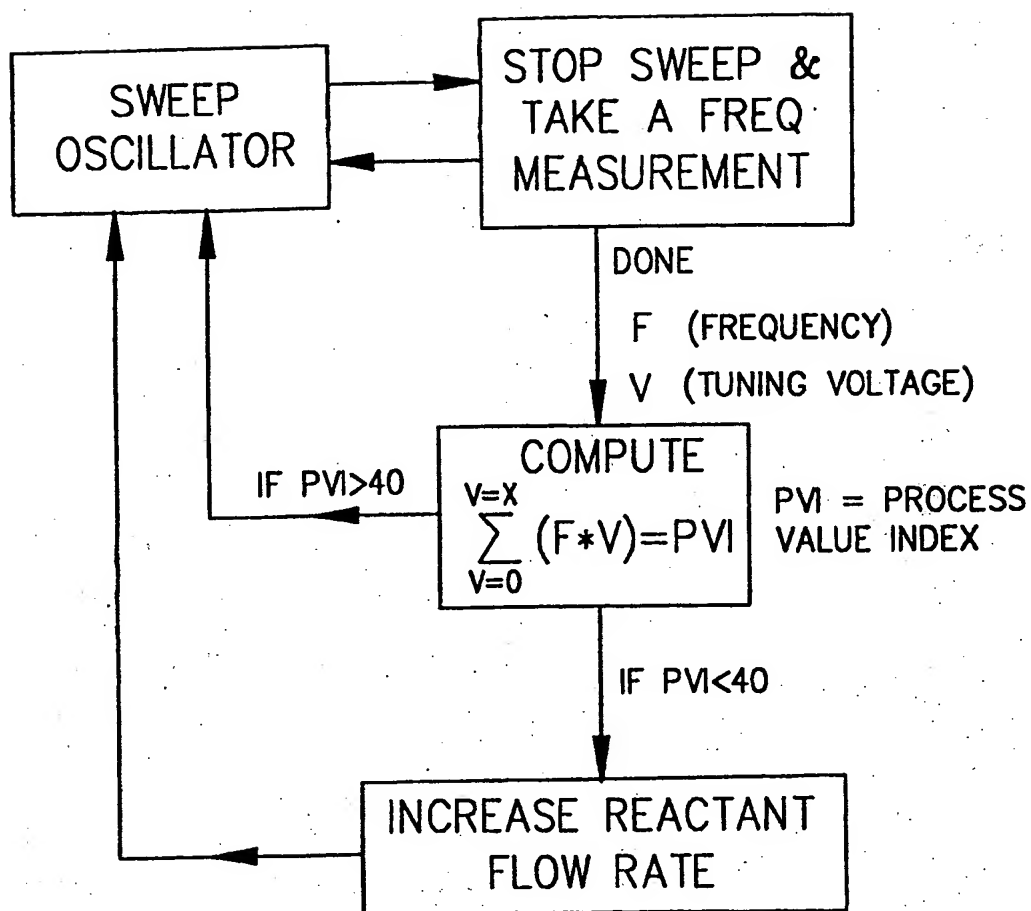 SWEEP
OSCILLATOR
STOP SWEEP &
TAKE A FREQ
MEASUREMENT
DONE
F (FREQUENCY)
V (TUNING VOLTAGE)
IF PVI>40
COMPUTE
V=X
∑ (F*V)=PVI
V=0
PVI = PROCESS
VALUE INDEX
IF PVI<40
INCREASE REACTANT
FLOW RATE